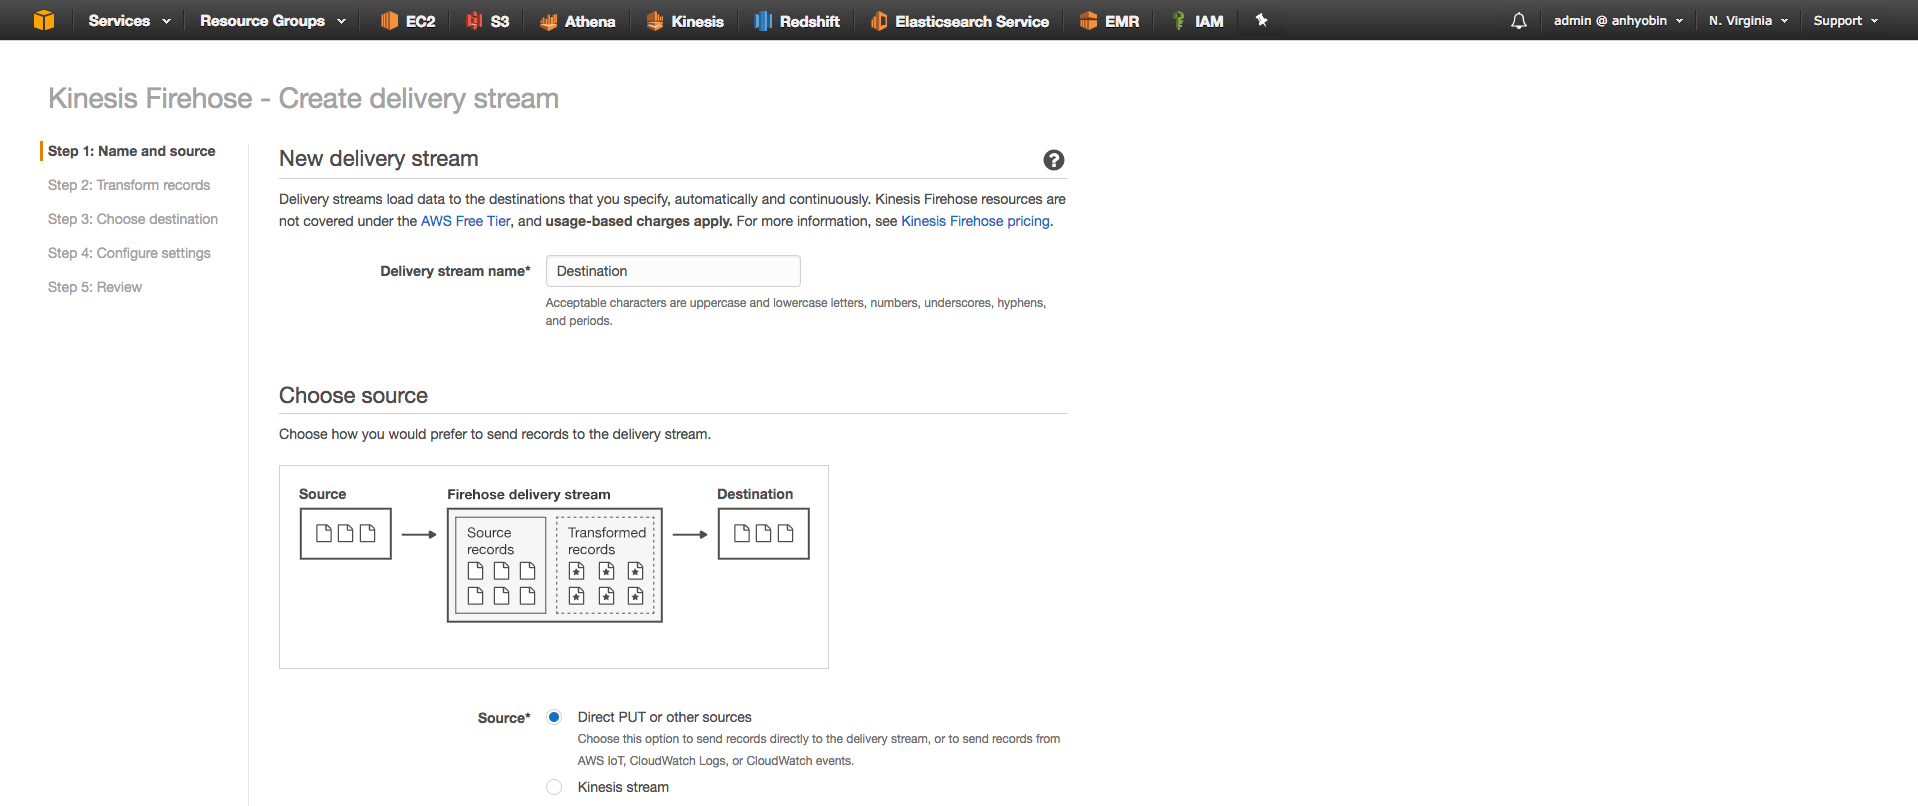 Services Resource Groups EC2 S3 Athena Kinesis Redshift Elasticsearch Service EMR IAM admin @ anhyobin N. Virginia Support
Kinesis Firehose - Create delivery stream
Step 1: Name and source
Step 2: Transform records
Step 3: Choose destination
Step 4: Configure settings
Step 5: Review
New delivery stream
?
Delivery streams load data to the destinations that you specify, automatically and continuously. Kinesis Firehose resources are
not covered under the AWS Free Tier, and usage-based charges apply. For more information, see Kinesis Firehose pricing.
Delivery stream name* Destination
Acceptable characters are uppercase and lowercase letters, numbers, underscores, hyphens,
and periods.
Choose source
Choose how you would prefer to send records to the delivery stream.
Source Firehose delivery stream Destination
Source
records
Transformed
records
Source* Direct PUT or other sources
Choose this option to send records directly to the delivery stream, or to send records from
AWS IoT, CloudWatch Logs, or CloudWatch events.
Kinesis stream